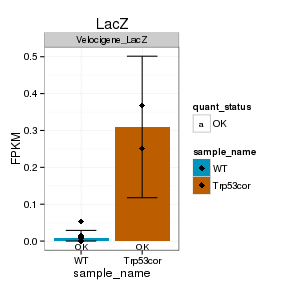 LacZ
Velocigene_LacZ
0.5
0.4
0.3
0.2
0.1
0.0
FPKM
OK OK
WT Trp53cor
sample_name
quant_status
a OK
sample_name
WT
Trp53cor